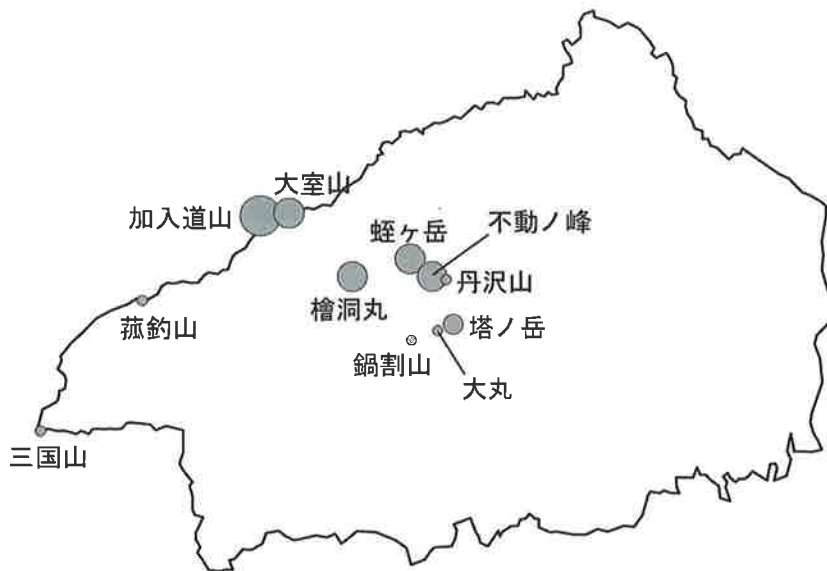 大室山
加入道山
蛭ヶ岳
不動ノ峰
丹沢山
檜洞丸
菰釣山
塔ノ岳
鍋割山
大丸
三国山